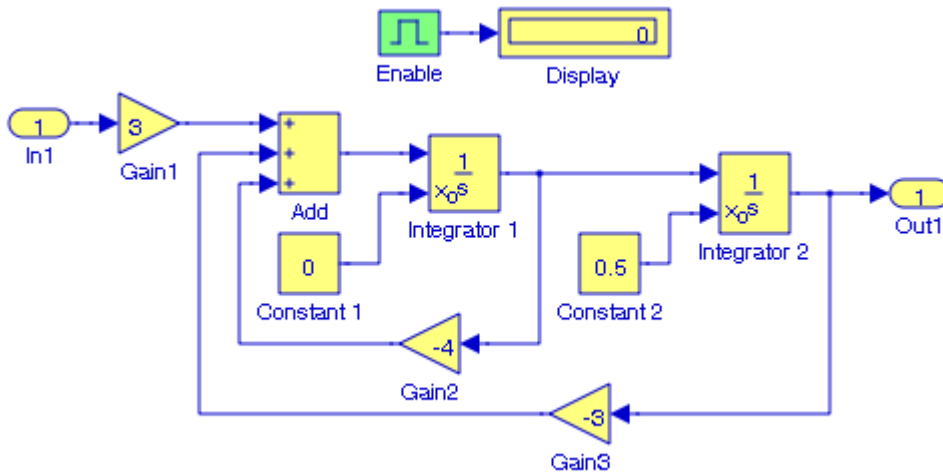 0
Enable
Display
1
In1
3
Gain1
+
+
+
Add
1
x₀s
Integrator 1
1
x₀s
Integrator 2
1
Out1
0
Constant 1
0.5
Constant 2
-4
Gain2
-3
Gain3